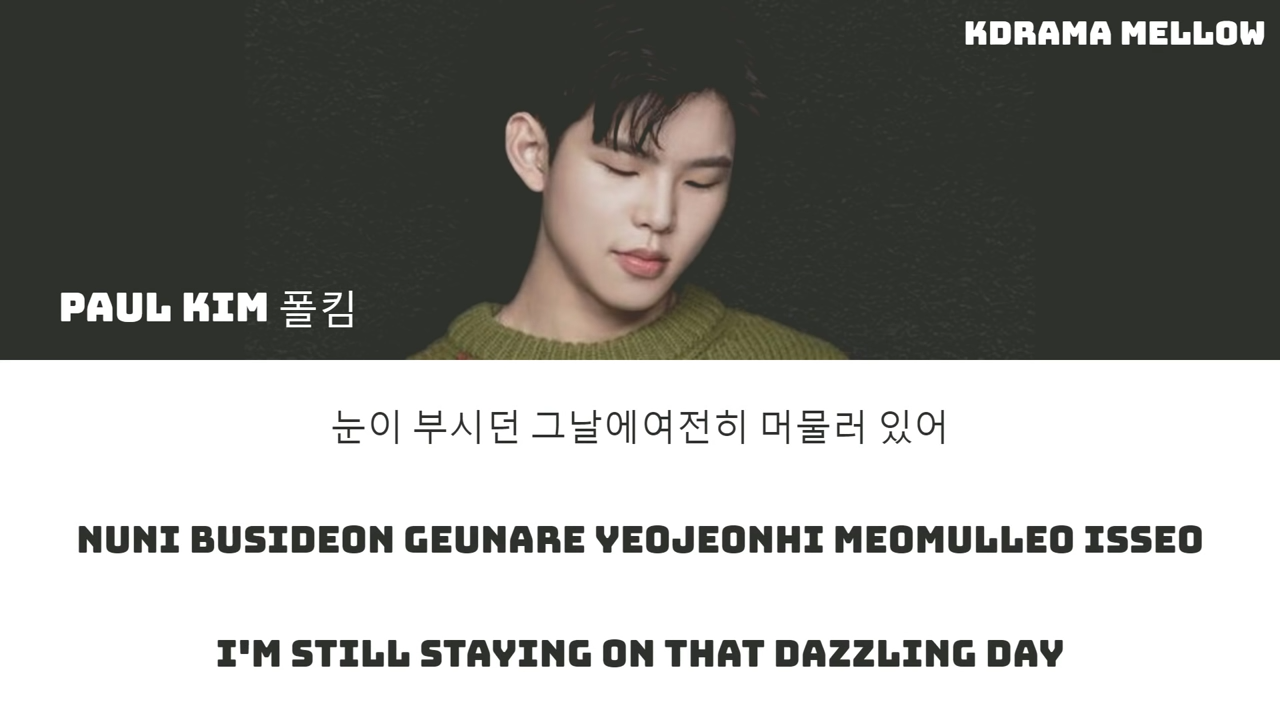 KDRAMA MELLOW
PAUL KIM 폴킴
눈이 부시던 그날에여전히 머물러 있어
NUNI BUSIDEON GEUNARE YEOJEONHI MEOMULLEO ISSEO
I'M STILL STAYING ON THAT DAZZLING DAY